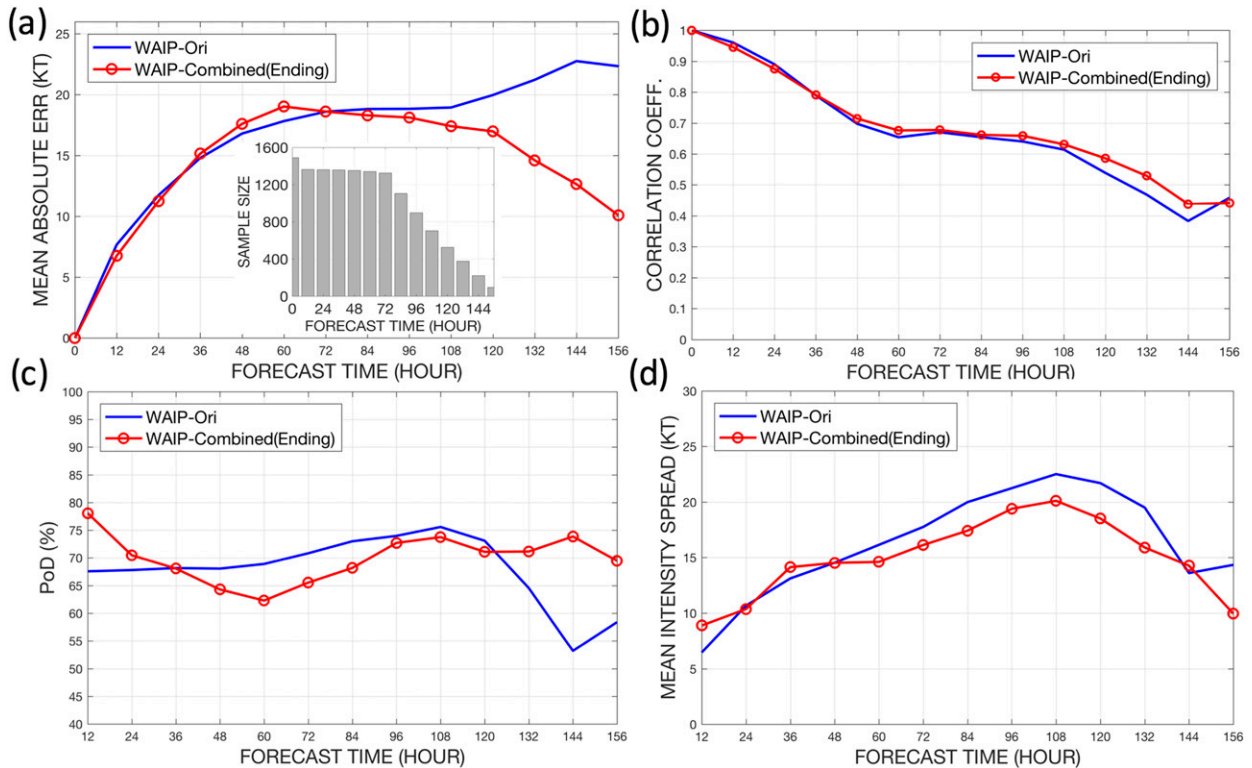 (a)
MEAN ABSOLUTE ERR (KT)
25
20
15
10
5
0
WAIP-Ori
WAIP-Combined(Ending)
SAMPLE SIZE
1600
1200
800
400
0
0 24 48 72 96 120 144
FORECAST TIME (HOUR)
0 12 24 36 48 60 72 84 96 108 120 132 144 156
FORECAST TIME (HOUR)
(b)
CORRELATION COEFF.
1
0.9
0.8
0.7
0.6
0.5
0.4
0.3
0.2
0.1
0
WAIP-Ori
WAIP-Combined(Ending)
0 12 24 36 48 60 72 84 96 108 120 132 144 156
FORECAST TIME (HOUR)
(c)
PoD (%)
100
95
90
85
80
75
70
65
60
55
50
45
40
WAIP-Ori
WAIP-Combined(Ending)
12 24 36 48 60 72 84 96 108 120 132 144 156
FORECAST TIME (HOUR)
(d)
MEAN INTENSITY SPREAD (KT)
30
25
20
15
10
5
0
WAIP-Ori
WAIP-Combined(Ending)
12 24 36 48 60 72 84 96 108 120 132 144 156
FORECAST TIME (HOUR)